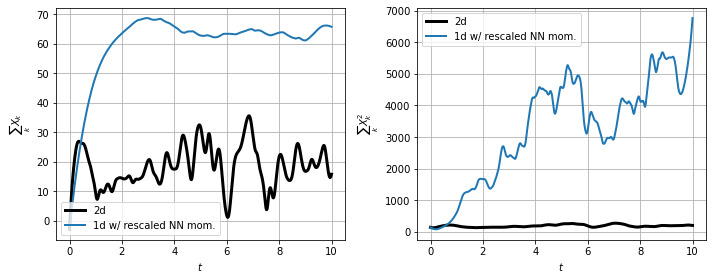 70
60
50
40
30
20
10
0
∑ₖ Xₖ
2d
1d w/ rescaled NN mom.
0 2 4 6 8 10
t
7000
6000
5000
4000
3000
2000
1000
0
∑ₖ Xₖ²
2d
1d w/ rescaled NN mom.
0 2 4 6 8 10
t